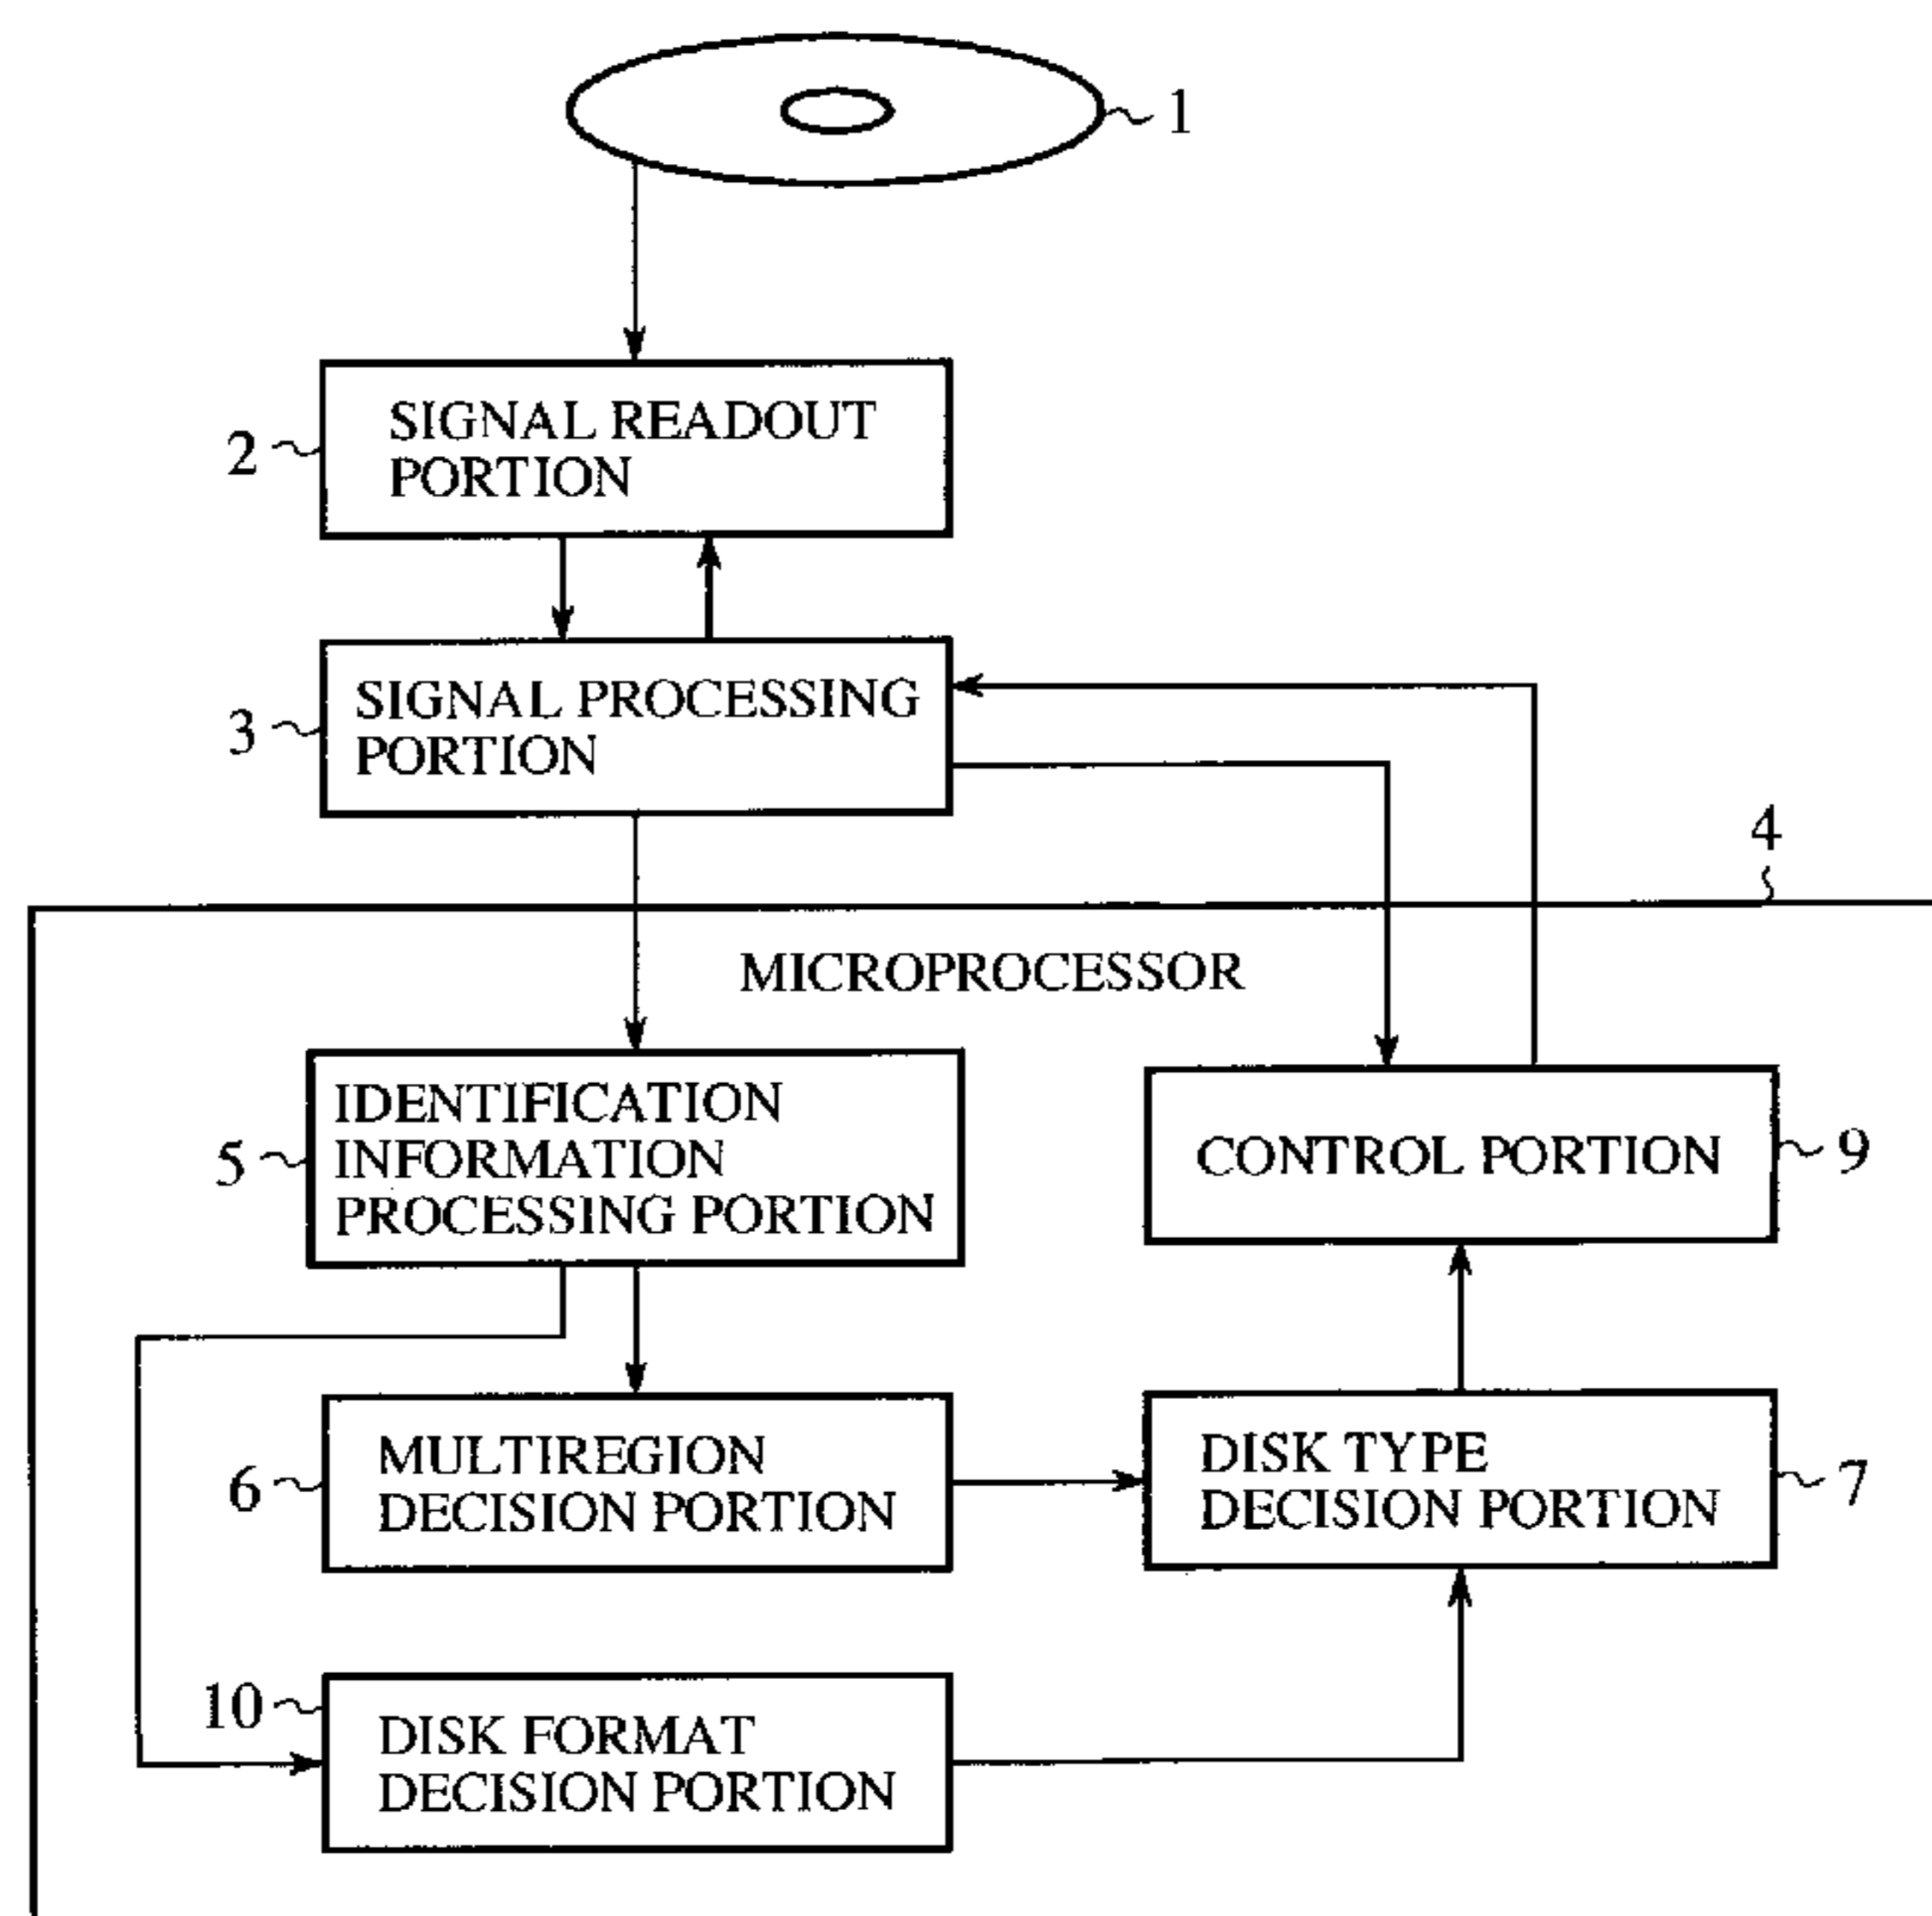 1
2
SIGNAL READOUT
PORTION
3
SIGNAL PROCESSING
PORTION
4
MICROPROCESSOR
5
IDENTIFICATION
INFORMATION
PROCESSING PORTION
CONTROL PORTION
9
6
MULTIREGION
DECISION PORTION
DISK TYPE
DECISION PORTION
7
10
DISK FORMAT
DECISION PORTION